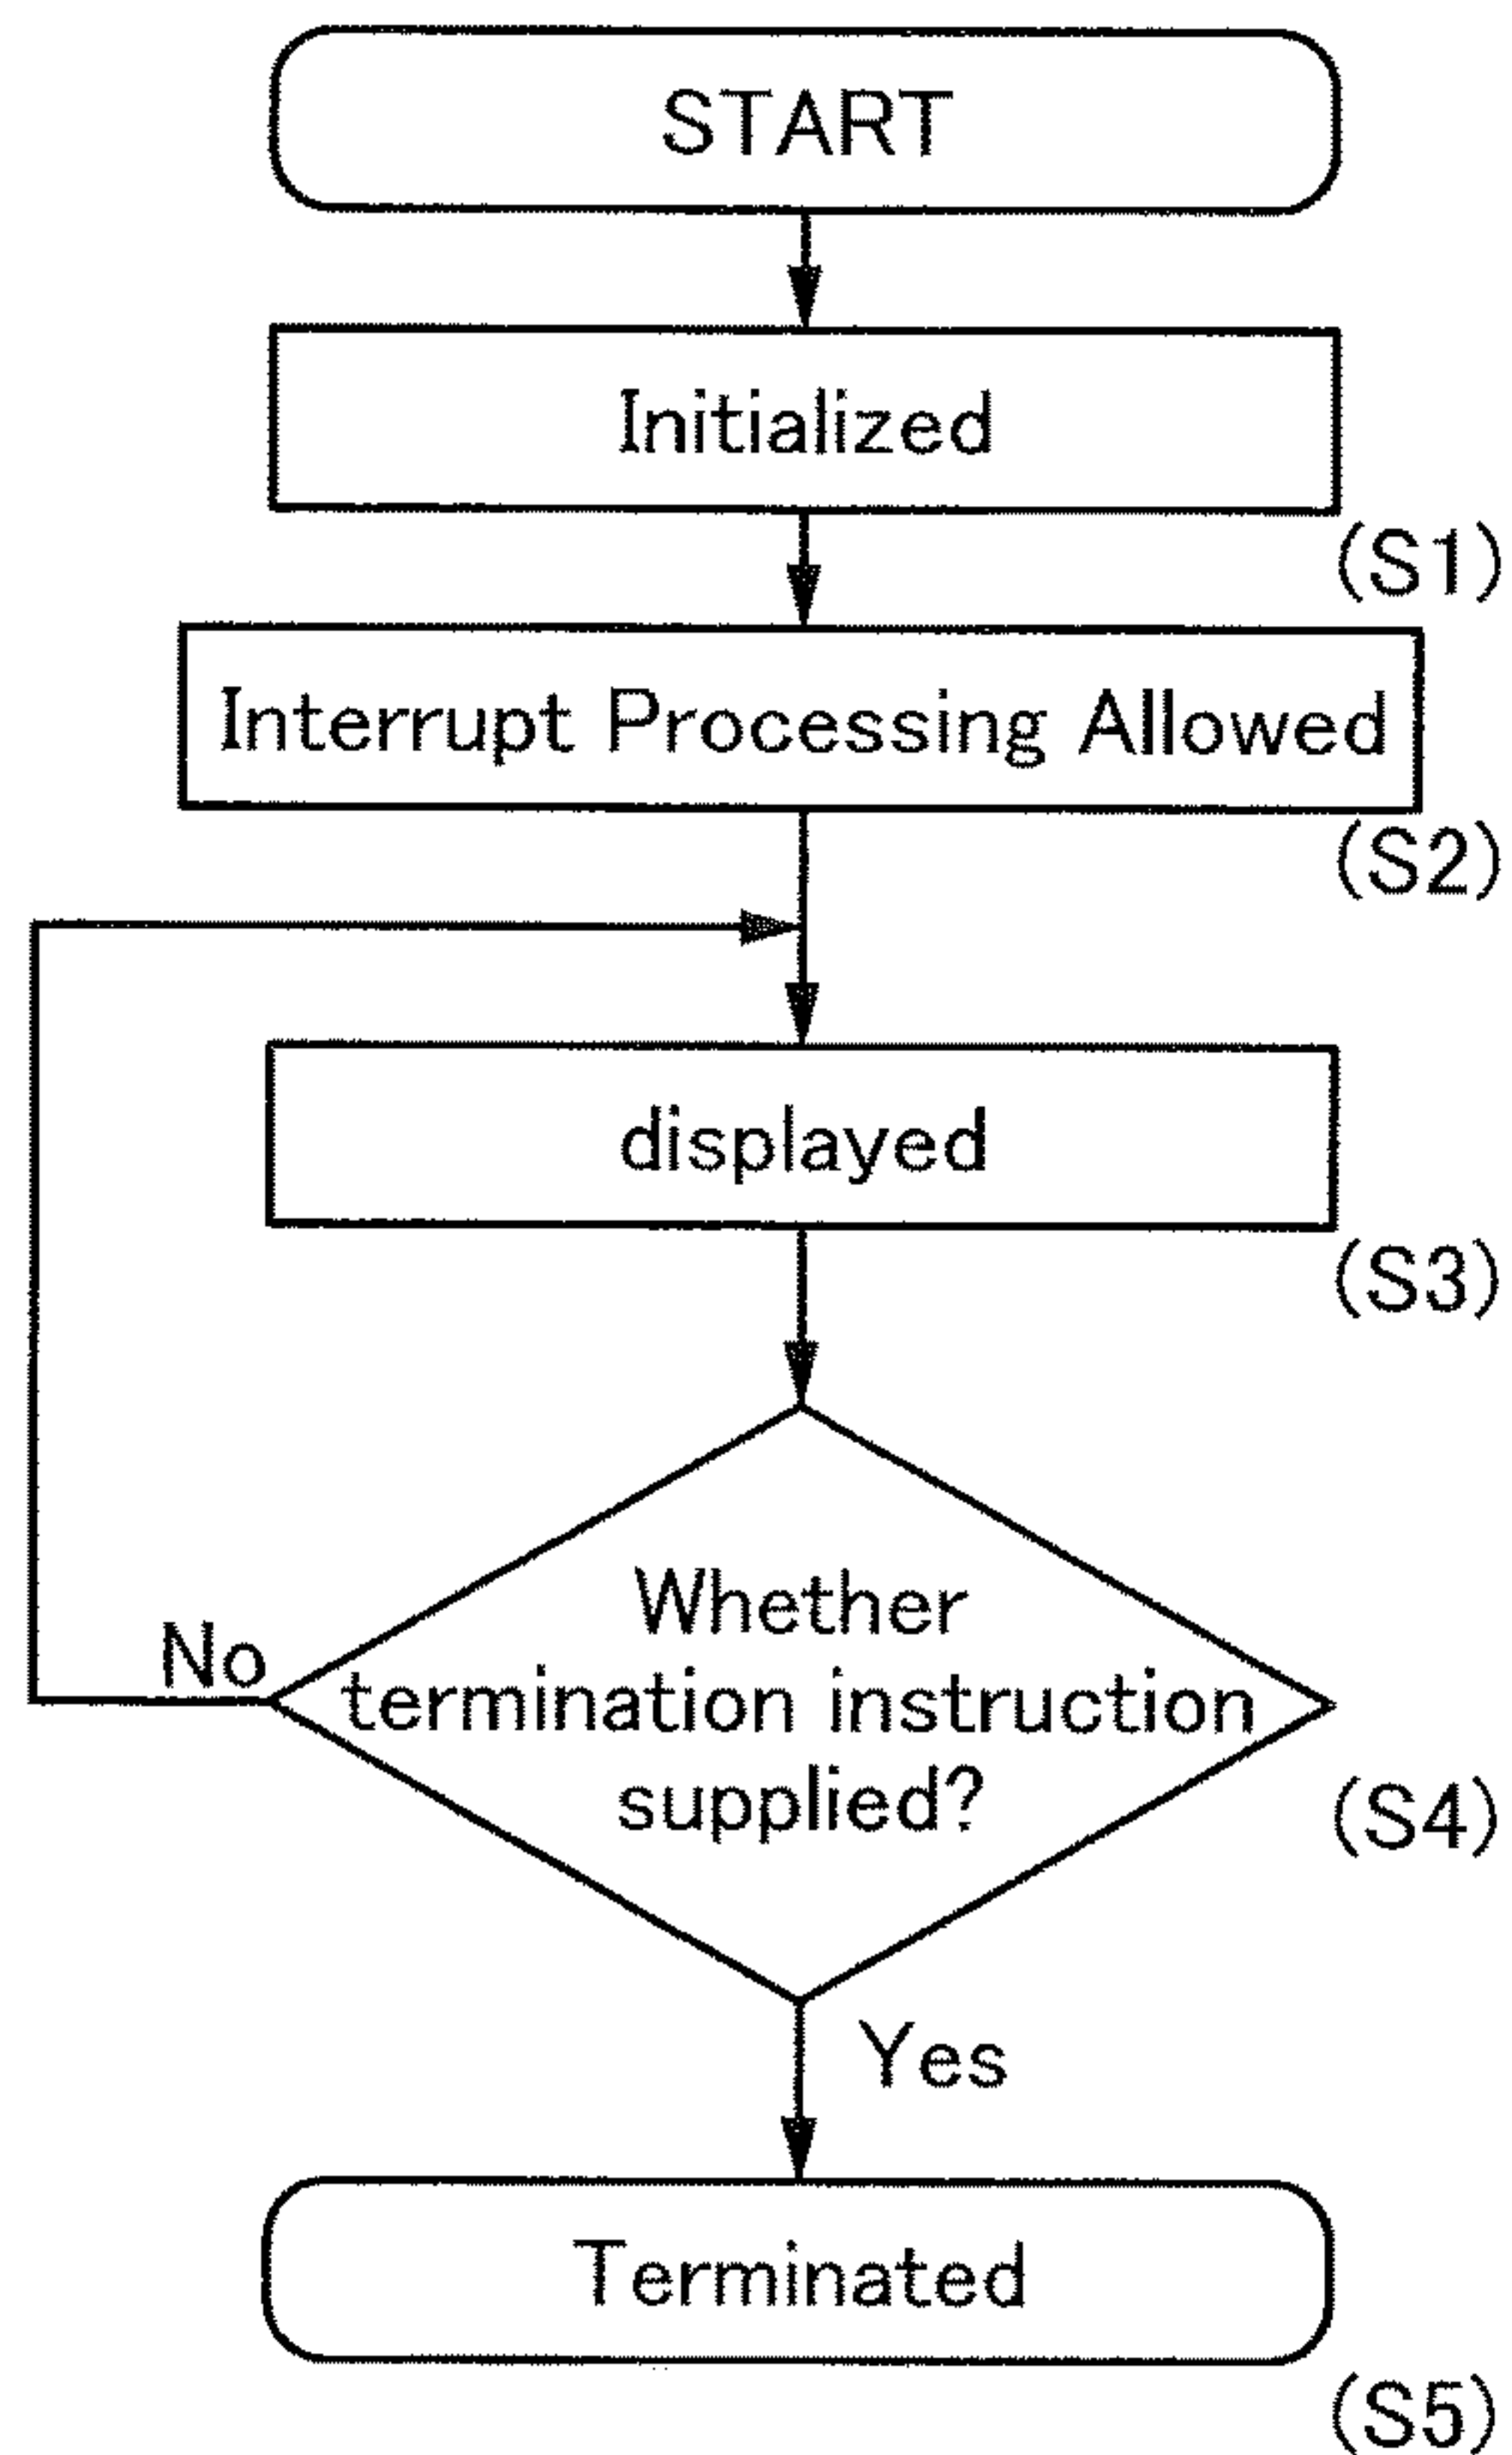 START
Initialized
(S1)
Interrupt Processing Allowed
(S2)
displayed
(S3)
Whether
termination instruction
supplied?
No
(S4)
Yes
Terminated
(S5)